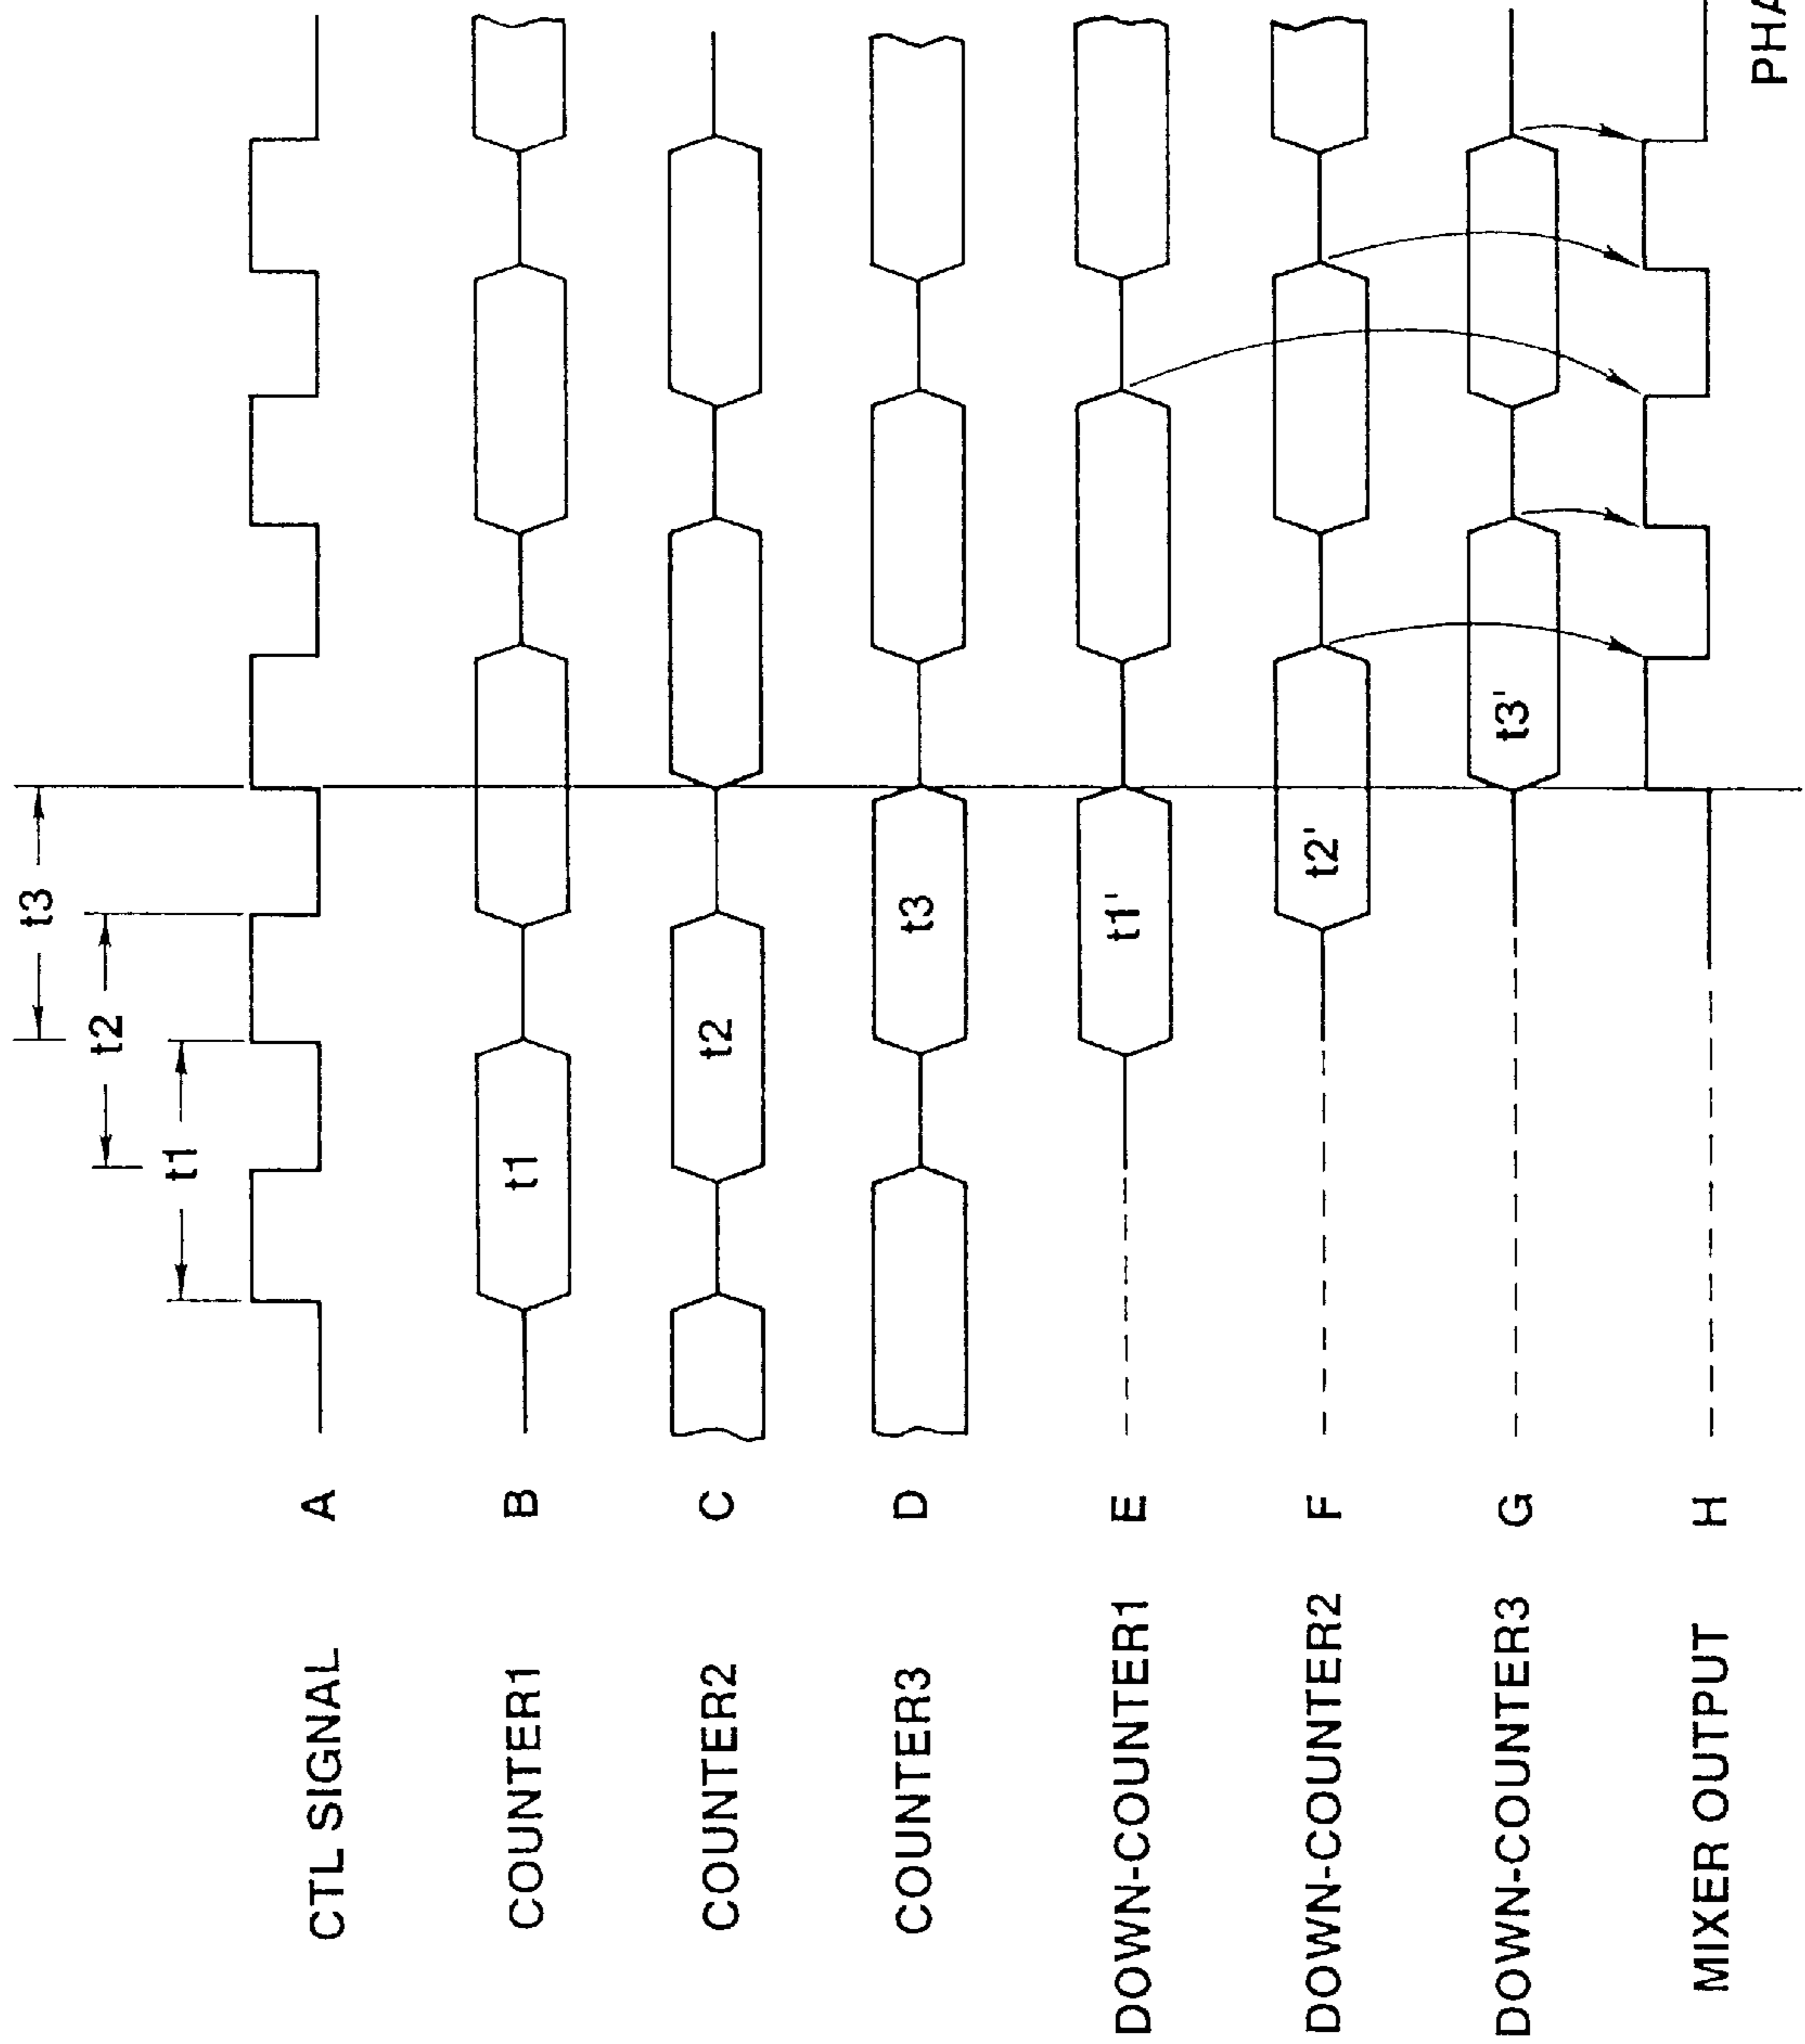 t3
t2
t1
CTL SIGNAL A
COUNTER1 B
t1
COUNTER2 C
t2
COUNTER3 D
t3
DOWN-COUNTER1 E
t1'
DOWN-COUNTER2 F
t2'
DOWN-COUNTER3 G
t3'
MIXER OUTPUT H
PHA